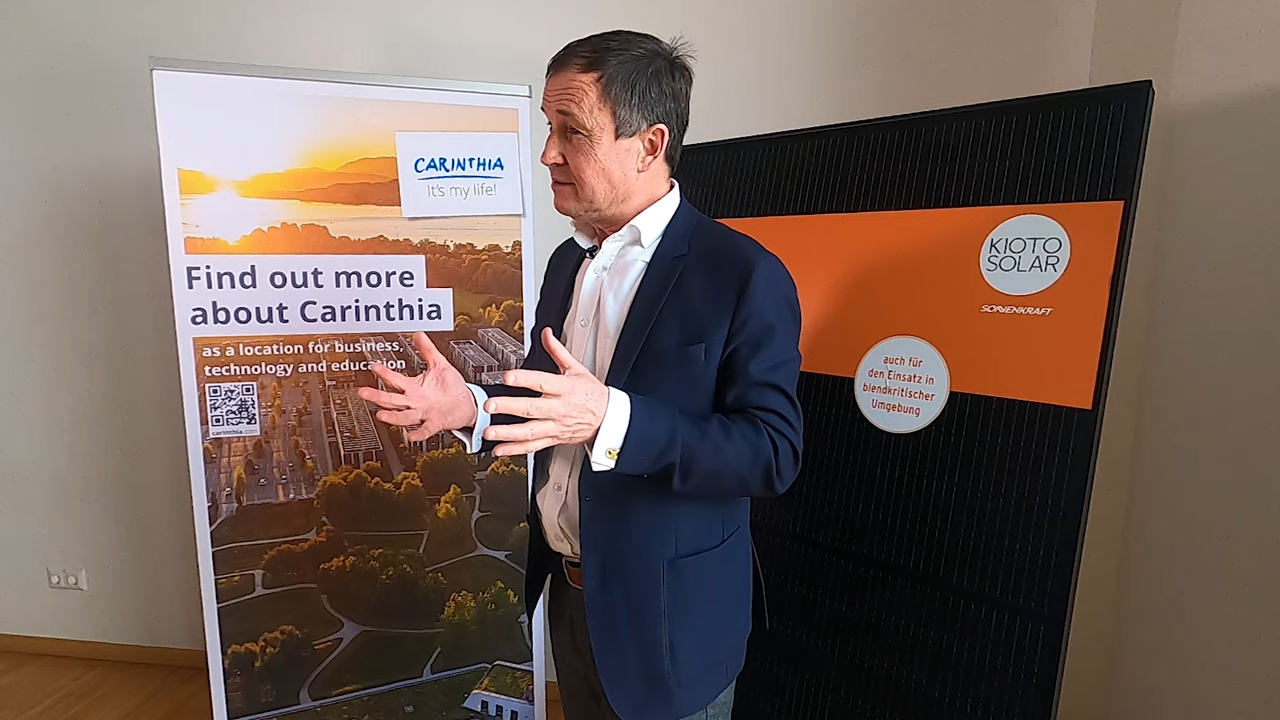 CARINTHIA
It's my life!
Find out more
about Carinthia
as a location for business,
technology and education
carinthia.com
KIOTO
SOLAR
SONNENKRAFT
auch für
den Einsatz in
blendkritischer
Umgebung